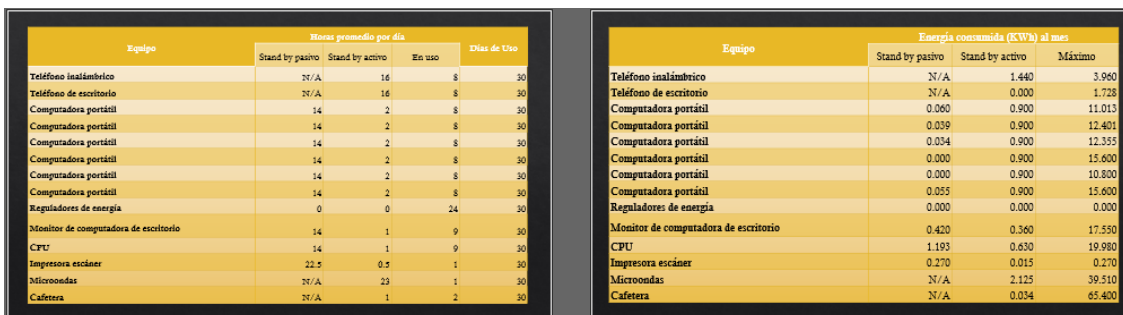 Horas promedio por día
Equipo Días de Uso
Stand by pasivo Stand by activo En uso
Teléfono inalámbrico N/A 16 8 30
Teléfono de escritorio N/A 16 8 30
Computadora portátil 14 2 8 30
Computadora portátil 14 2 8 30
Computadora portátil 14 2 8 30
Computadora portátil 14 2 8 30
Computadora portátil 14 2 8 30
Computadora portátil 14 2 8 30
Reguladores de energía 0 0 24 30
Monitor de computadora de escritorio 14 1 9 30
CPU 14 1 9 30
Impresora escáner 22.5 0.5 1 30
Microondas N/A 23 1 30
Cafetera N/A 1 2 30
Energía consumida (KWh) al mes
Equipo
Stand by pasivo Stand by activo Máximo
Teléfono inalámbrico N/A 1.440 3.960
Teléfono de escritorio N/A 0.000 1.728
Computadora portátil 0.060 0.900 11.013
Computadora portátil 0.039 0.900 12.401
Computadora portátil 0.034 0.900 12.355
Computadora portátil 0.000 0.900 15.600
Computadora portátil 0.000 0.900 10.800
Computadora portátil 0.055 0.900 15.600
Reguladores de energía 0.000 0.000 0.000
Monitor de computadora de escritorio 0.420 0.360 17.550
CPU 1.193 0.630 19.980
Impresora escáner 0.270 0.015 0.270
Microondas N/A 2.125 39.510
Cafetera N/A 0.034 65.400